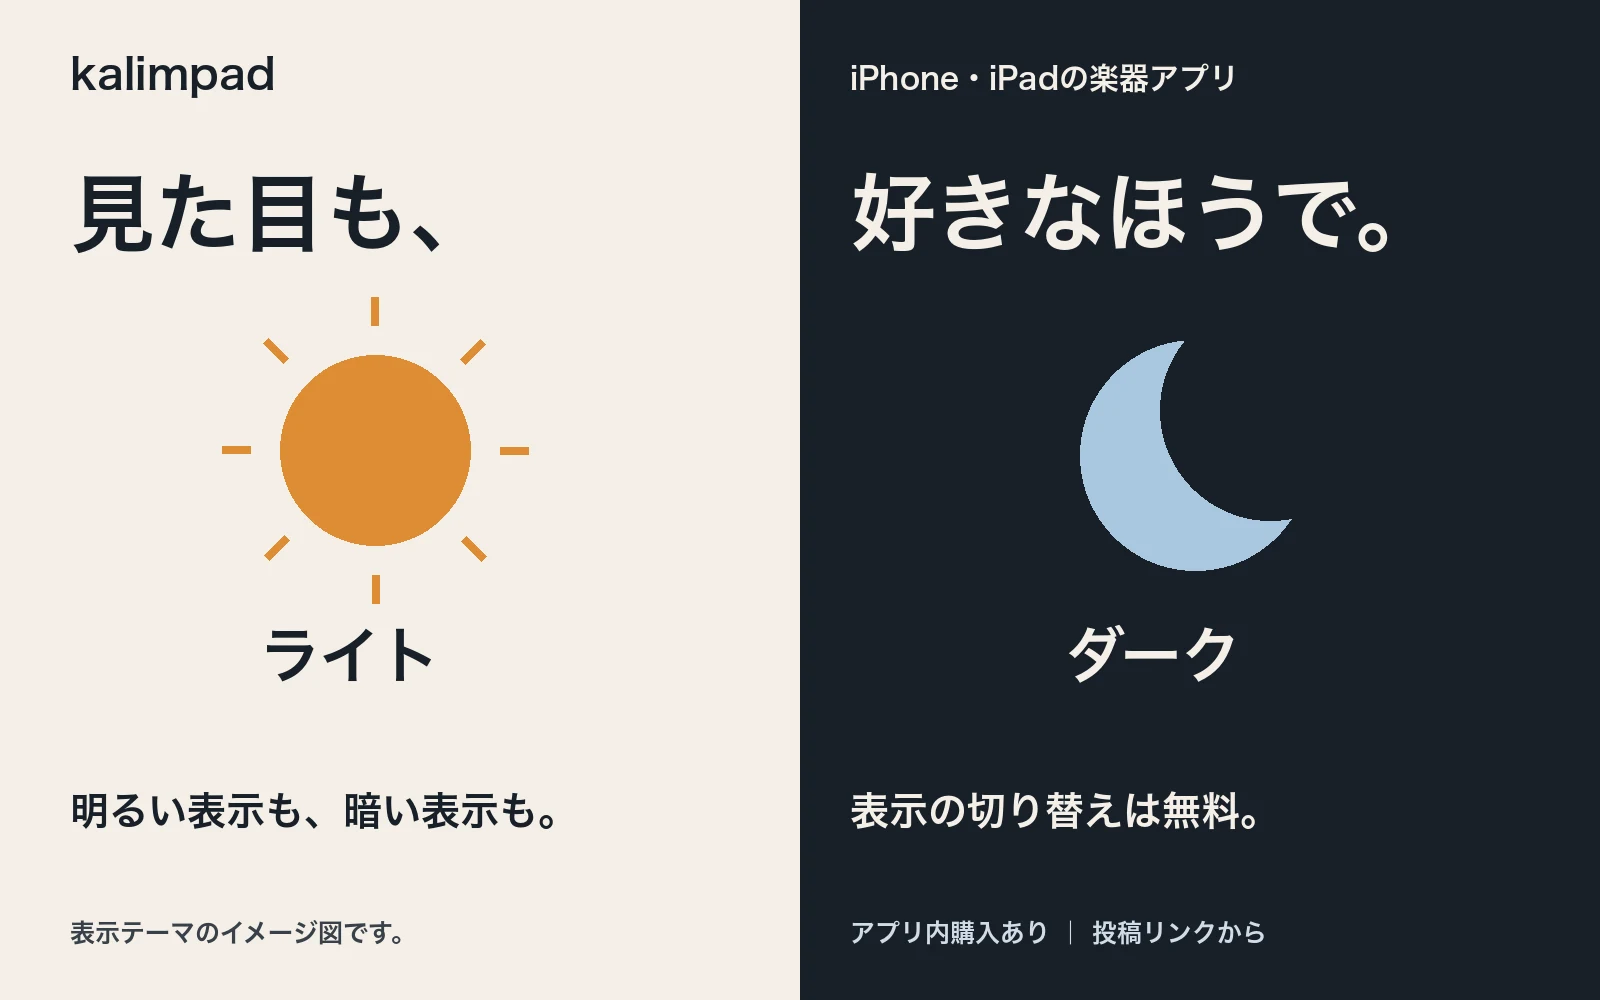 kalimpad
見た目も、
ライト
明るい表示も、暗い表示も。
表示テーマのイメージ図です。
iPhone・iPadの楽器アプリ
好きなほうで。
ダーク
表示の切り替えは無料。
アプリ内購入あり ｜ 投稿リンクから